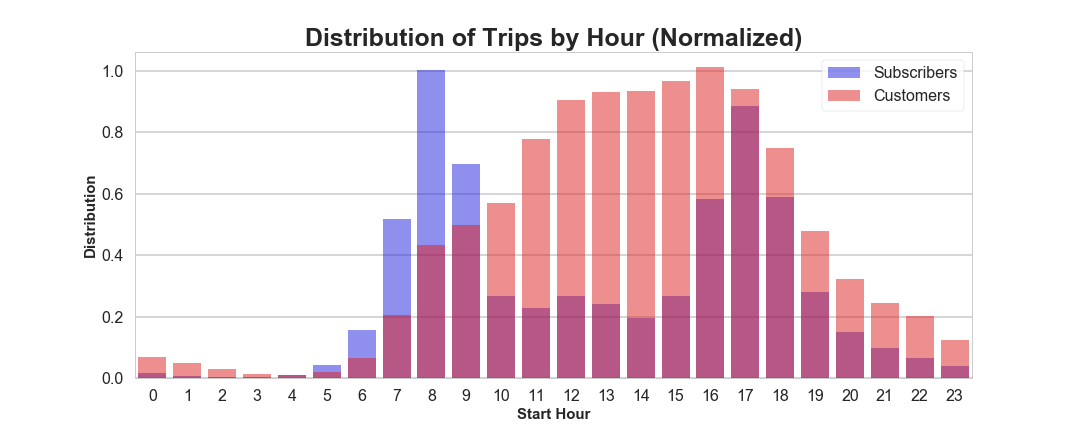 Distribution of Trips by Hour (Normalized)
Subscribers
Customers
Distribution
1.0
0.8
0.6
0.4
0.2
0.0
0 1 2 3 4 5 6 7 8 9 10 11 12 13 14 15 16 17 18 19 20 21 22 23
Start Hour